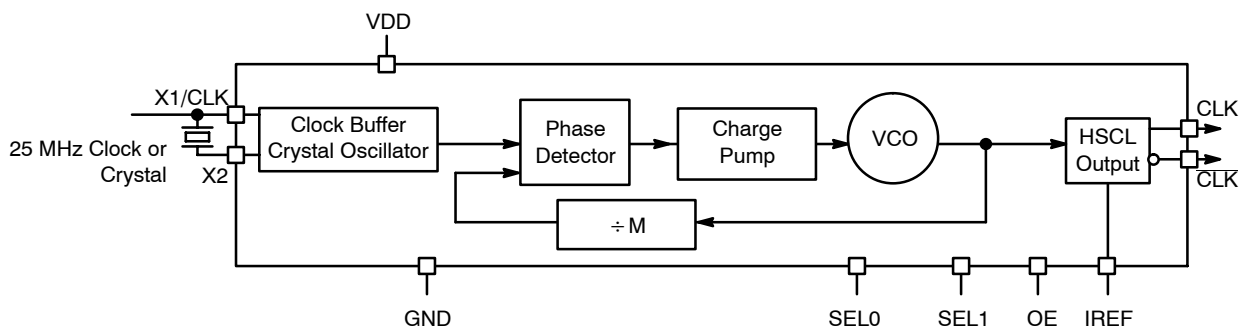 VDD
X1/CLK
25 MHz Clock or
Crystal
X2
Clock Buffer
Crystal Oscillator
Phase
Detector
Charge
Pump
VCO
÷ M
HSCL
Output
CLK
CLK
GND
SEL0
SEL1
OE
IREF